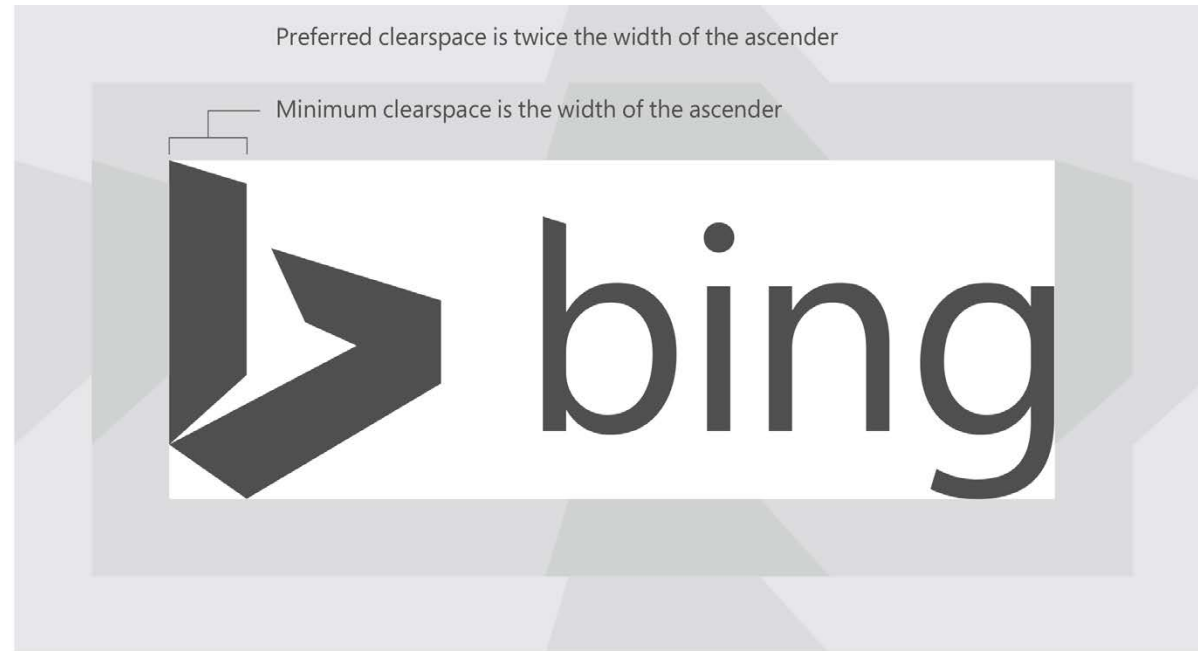 Preferred clearspace is twice the width of the ascender
Minimum clearspace is the width of the ascender
bing